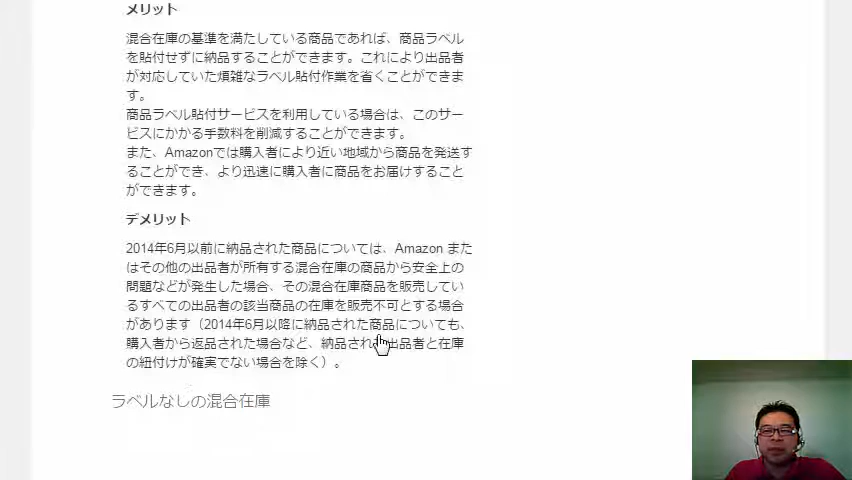 メリット
混合在庫の基準を満たしている商品であれば、商品ラベル
を貼付せずに納品することができます。これにより出品者
が対応していた煩雑なラベル貼付作業を省くことができま
す。
商品ラベル貼付サービスを利用している場合は、このサー
ビスにかかる手数料を削減することができます。
また、Amazonでは購入者により近い地域から商品を発送す
ることができ、より迅速に購入者に商品をお届けすること
ができます。
デメリット
2014年6月以前に納品された商品については、Amazon また
はその他の出品者が所有する混合在庫の商品から安全上の
問題などが発生した場合、その混合在庫商品を販売してい
るすべての出品者の該当商品の在庫を販売不可とする場合
があります（2014年6月以降に納品された商品についても、
購入者から返品された場合など、納品された出品者と在庫
の紐付けが確実でない場合を除く）。
ラベルなしの混合在庫